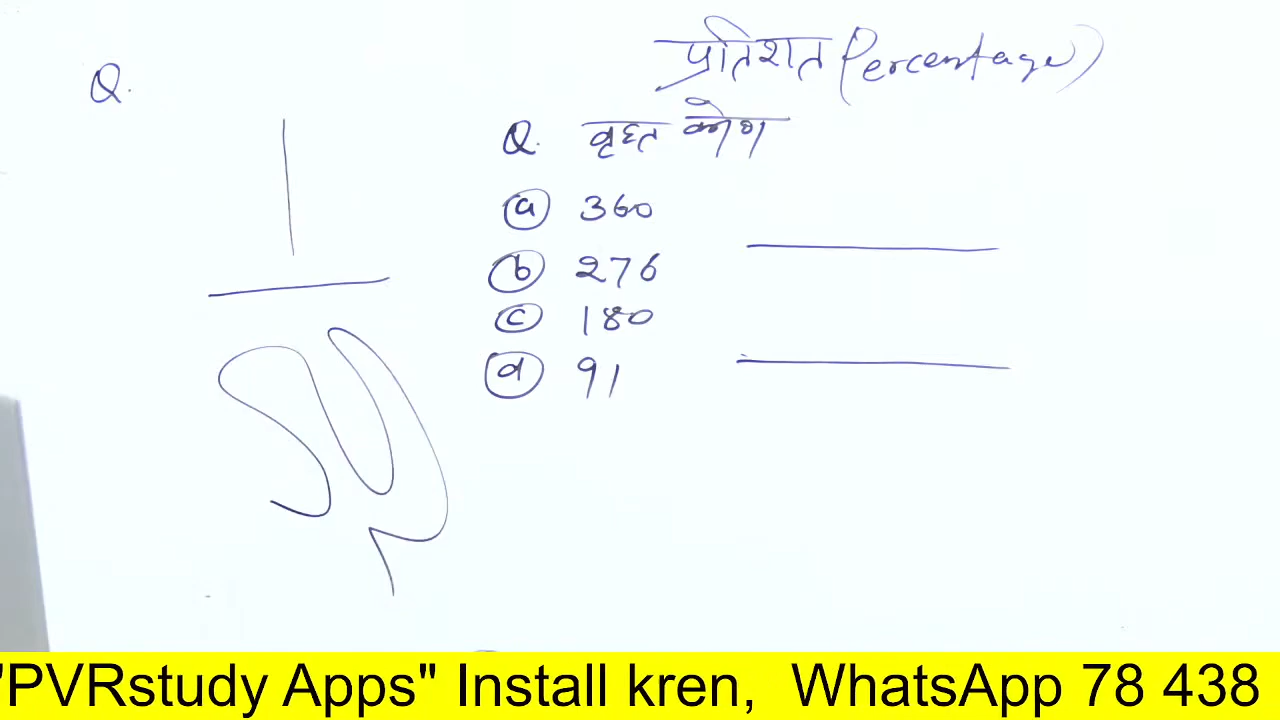 प्रतिशत (Percentage)
Q.
Q. वृहत कोण
(a) 360
(b) 276
(c) 180
(d) 91
"PVRstudy Apps" Install kren, WhatsApp 78 438